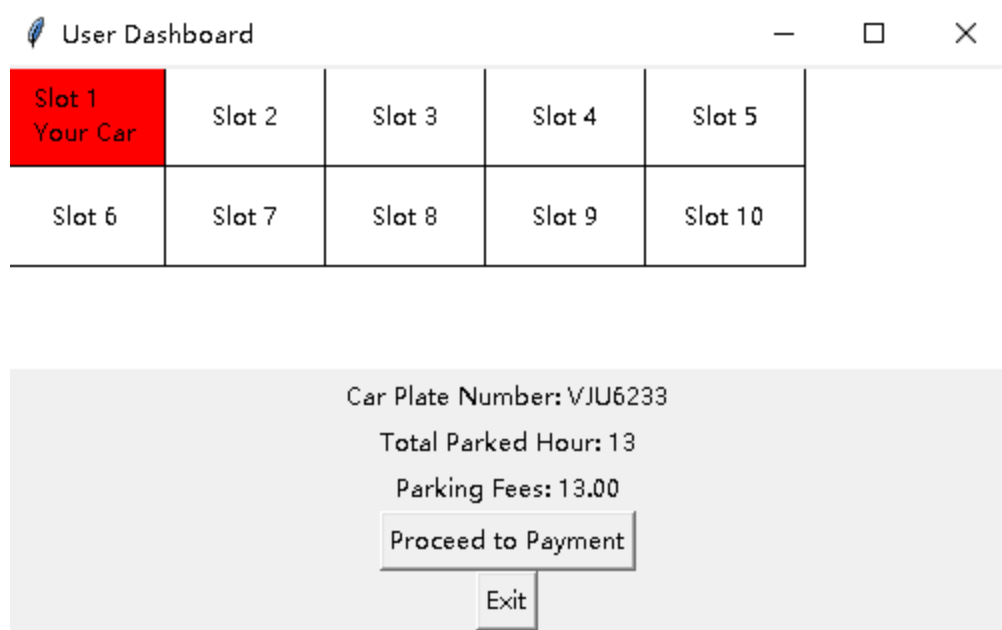 User Dashboard
Slot 1
Your Car
Slot 2
Slot 3
Slot 4
Slot 5
Slot 6
Slot 7
Slot 8
Slot 9
Slot 10
Car Plate Number: VJU6233
Total Parked Hour: 13
Parking Fees: 13.00
Proceed to Payment
Exit